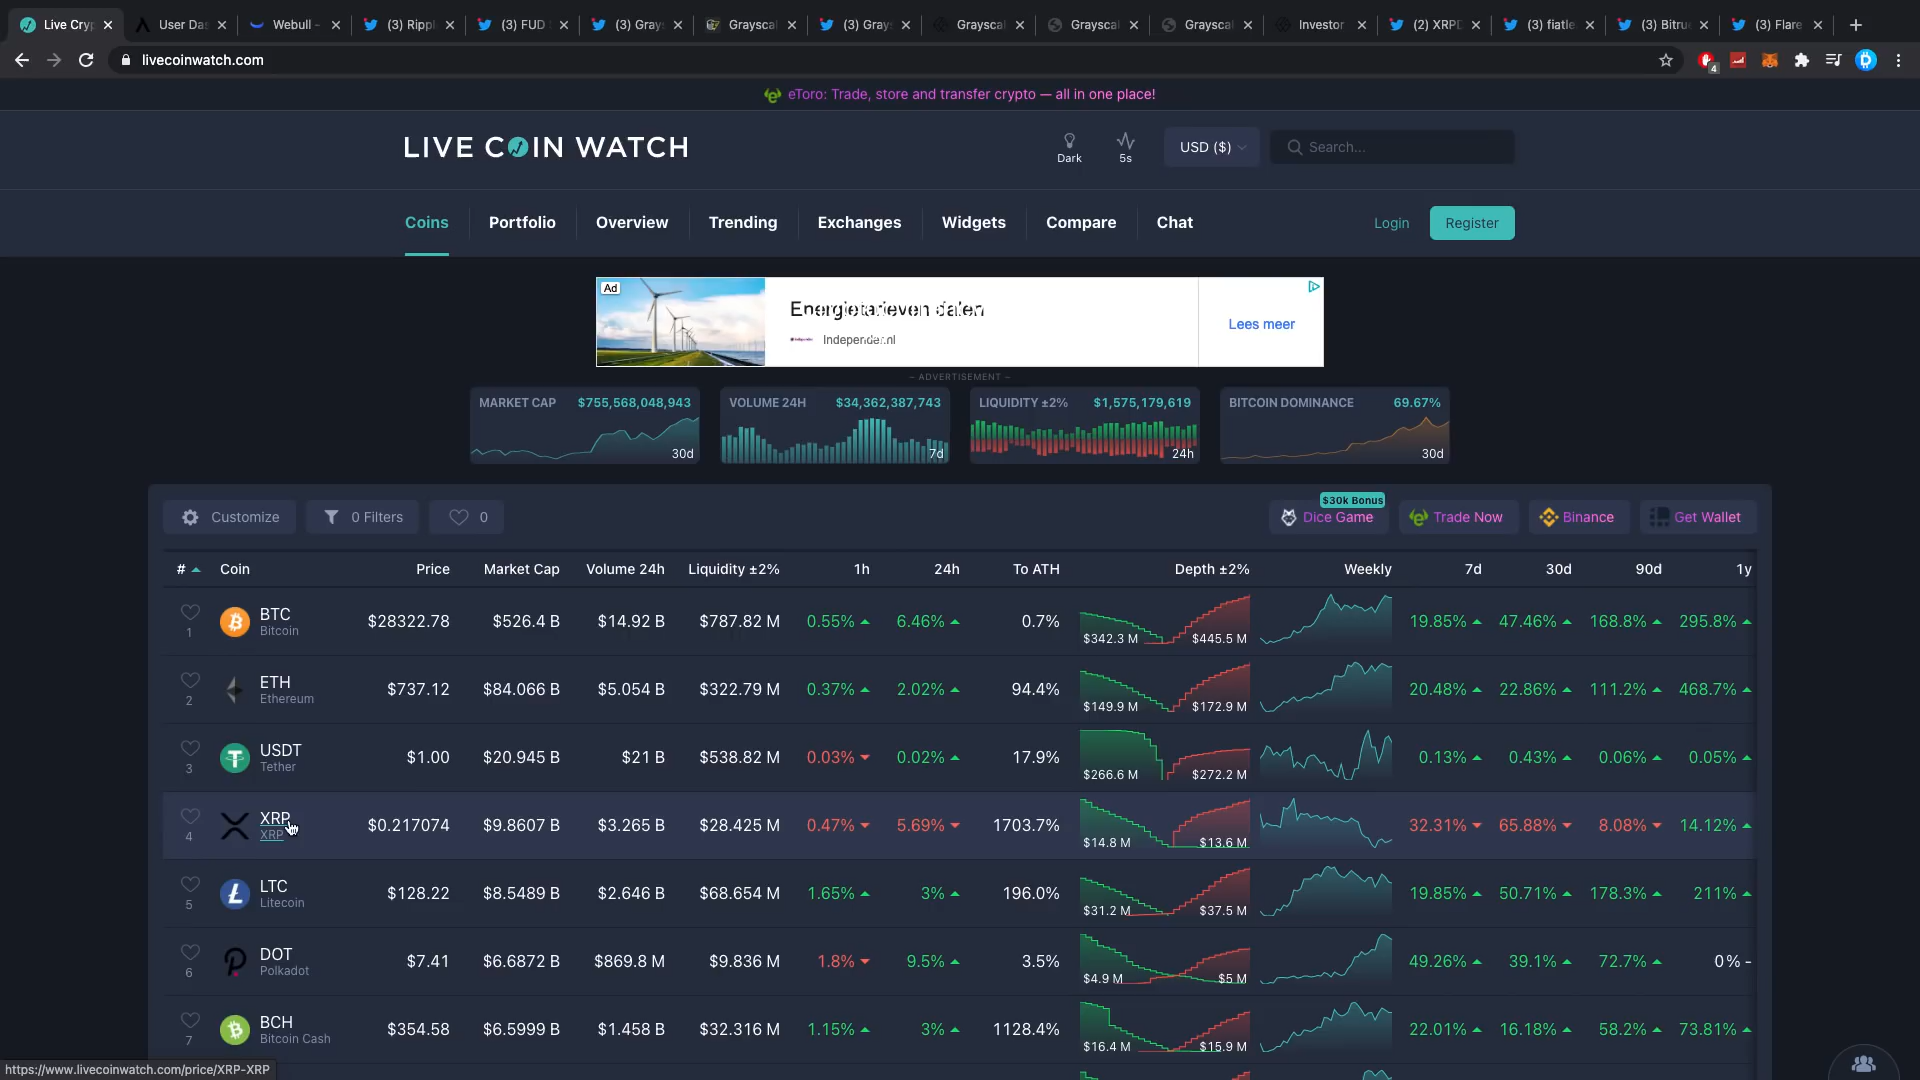 Live Cryp
User Das
Webull -
(3) Rippl
(3) FUD
(3) Gray
Grayscal
(3) Gray
Grayscal
Grayscal
Grayscal
Investor
(2) XRPD
(3) fiatle
(3) Bitrue
(3) Flare
livecoinwatch.com
4
eToro: Trade, store and transfer crypto — all in one place!
LIVE COIN WATCH
Dark
5s
USD ($)
Search...
Coins
Portfolio
Overview
Trending
Exchanges
Widgets
Compare
Chat
Login
Register
Ad
Independer.nl
Lees meer
– ADVERTISEMENT –
MARKET CAP $755,568,048,943
30d
VOLUME 24H $34,362,387,743
7d
LIQUIDITY ±2% $1,575,179,619
24h
BITCOIN DOMINANCE 69.67%
30d
Customize
0 Filters
0
$30k Bonus
Dice Game
Trade Now
Binance
Get Wallet
# Coin Price Market Cap Volume 24h Liquidity ±2% 1h 24h To ATH Depth ±2% Weekly 7d 30d 90d 1y
1 BTC Bitcoin $28322.78 $526.4 B $14.92 B $787.82 M 0.55% 6.46% 0.7% $342.3 M $445.5 M 19.85% 47.46% 168.8% 295.8%
2 ETH Ethereum $737.12 $84.066 B $5.054 B $322.79 M 0.37% 2.02% 94.4% $149.9 M $172.9 M 20.48% 22.86% 111.2% 468.7%
3 USDT Tether $1.00 $20.945 B $21 B $538.82 M 0.03% 0.02% 17.9% $266.6 M $272.2 M 0.13% 0.43% 0.06% 0.05%
4 XRP XRP $0.217074 $9.8607 B $3.265 B $28.425 M 0.47% 5.69% 1703.7% $14.8 M $13.6 M 32.31% 65.88% 8.08% 14.12%
5 LTC Litecoin $128.22 $8.5489 B $2.646 B $68.654 M 1.65% 3% 196.0% $31.2 M $37.5 M 19.85% 50.71% 178.3% 211%
6 DOT Polkadot $7.41 $6.6872 B $869.8 M $9.836 M 1.8% 9.5% 3.5% $4.9 M $5 M 49.26% 39.1% 72.7% 0% -
7 BCH Bitcoin Cash $354.58 $6.5999 B $1.458 B $32.316 M 1.15% 3% 1128.4% $16.4 M $15.9 M 22.01% 16.18% 58.2% 73.81%
https://www.livecoinwatch.com/price/XRP-XRP